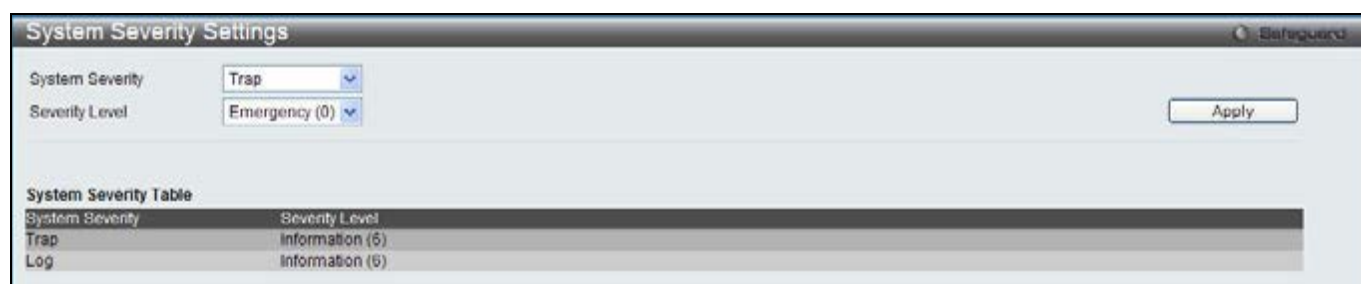 System Severity Settings
Safeguard
System Severity Trap
Severity Level Emergency (0)
Apply
System Severity Table
System Severity Severity Level
Trap Information (6)
Log Information (6)